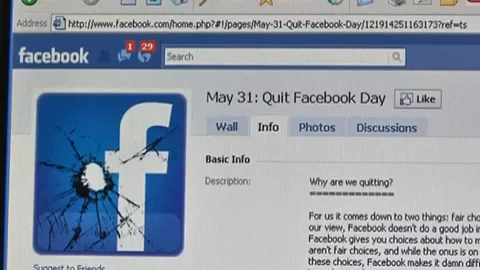 Address http://www.facebook.com/home.php?#!/pages/May-31-Quit-Facebook-Day/121914251163173?ref=ts
facebook 1 29 Search
May 31: Quit Facebook Day Like
Wall Info Photos Discussions
f
Basic Info
Description: Why are we quitting?
==================
For us it comes down to two things: fair cho
our view, Facebook doesn't do a good job in
Facebook gives you choices about how to m
aren't fair choices, and while the onus is on
these choices, Facebook makes it damn diffi
Suggest to Friends